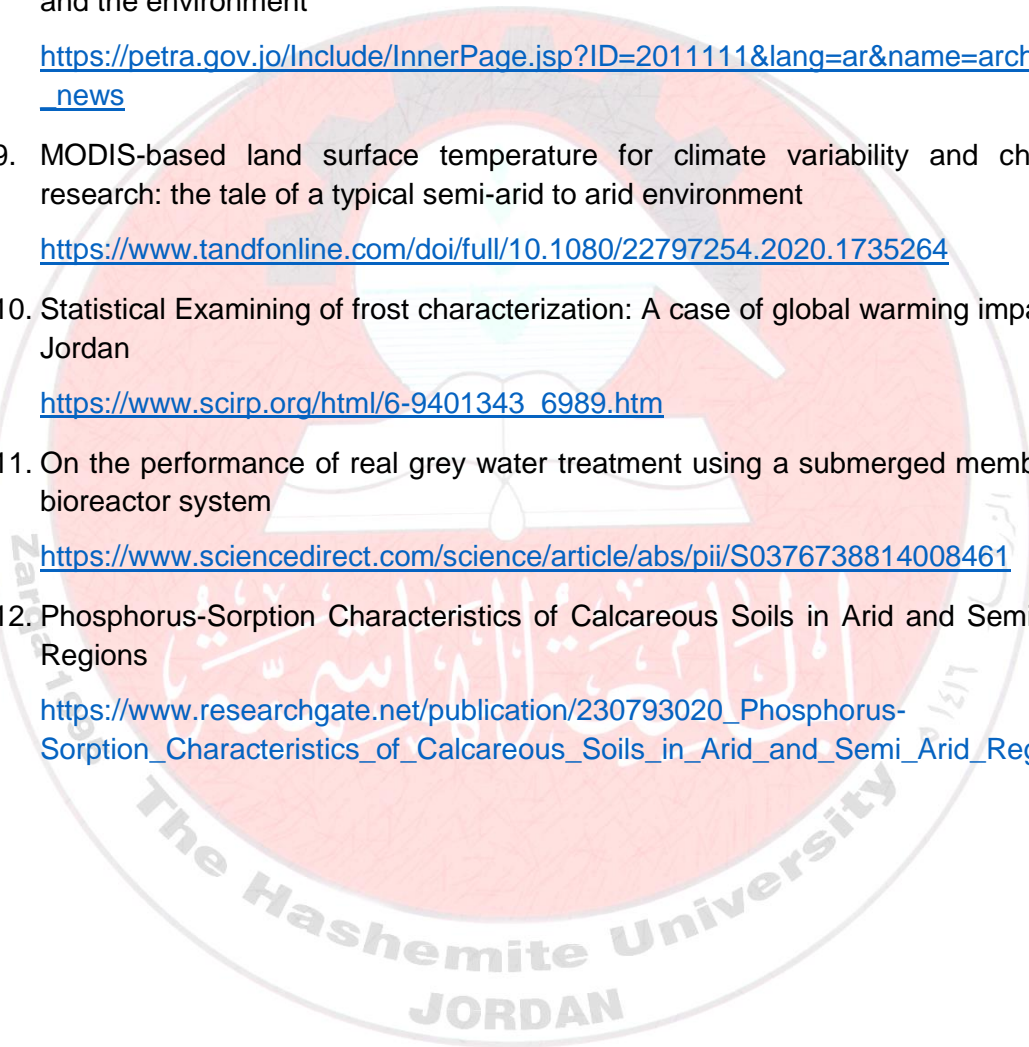 and the environment
https://petra.gov.jo/Include/InnerPage.jsp?ID=2011111&lang=ar&name=arch
_news
9. MODIS-based land surface temperature for climate variability and ch
research: the tale of a typical semi-arid to arid environment
https://www.tandfonline.com/doi/full/10.1080/22797254.2020.1735264
10. Statistical Examining of frost characterization: A case of global warming impa
Jordan
https://www.scirp.org/html/6-9401343_6989.htm
11. On the performance of real grey water treatment using a submerged memb
bioreactor system
https://www.sciencedirect.com/science/article/abs/pii/S0376738814008461
12. Phosphorus-Sorption Characteristics of Calcareous Soils in Arid and Semi
Regions
https://www.researchgate.net/publication/230793020_Phosphorus-
Sorption_Characteristics_of_Calcareous_Soils_in_Arid_and_Semi_Arid_Reg
الجامعة الهاشمية
Zarqa 1995
The Hashemite University
JORDAN